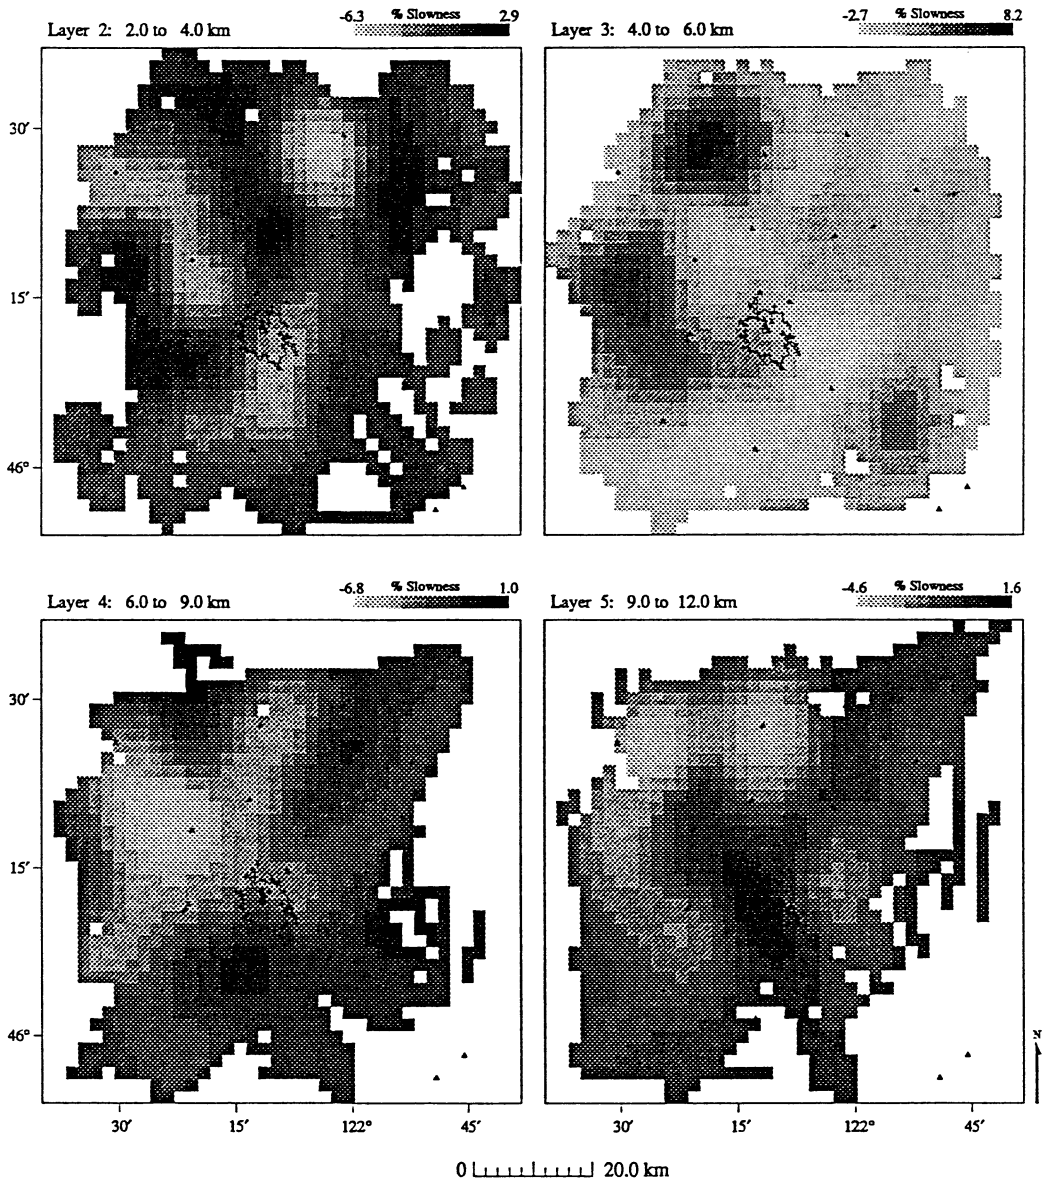 Layer 2: 2.0 to 4.0 km
-6.3 % Slowness 2.9
Layer 3: 4.0 to 6.0 km
-2.7 % Slowness 8.2
30′
15′
46°
Layer 4: 6.0 to 9.0 km
-6.8 % Slowness 1.0
Layer 5: 9.0 to 12.0 km
-4.6 % Slowness 1.6
30′
15′
46°
N
30′ 15′ 122° 45′
30′ 15′ 122° 45′
0 20.0 km